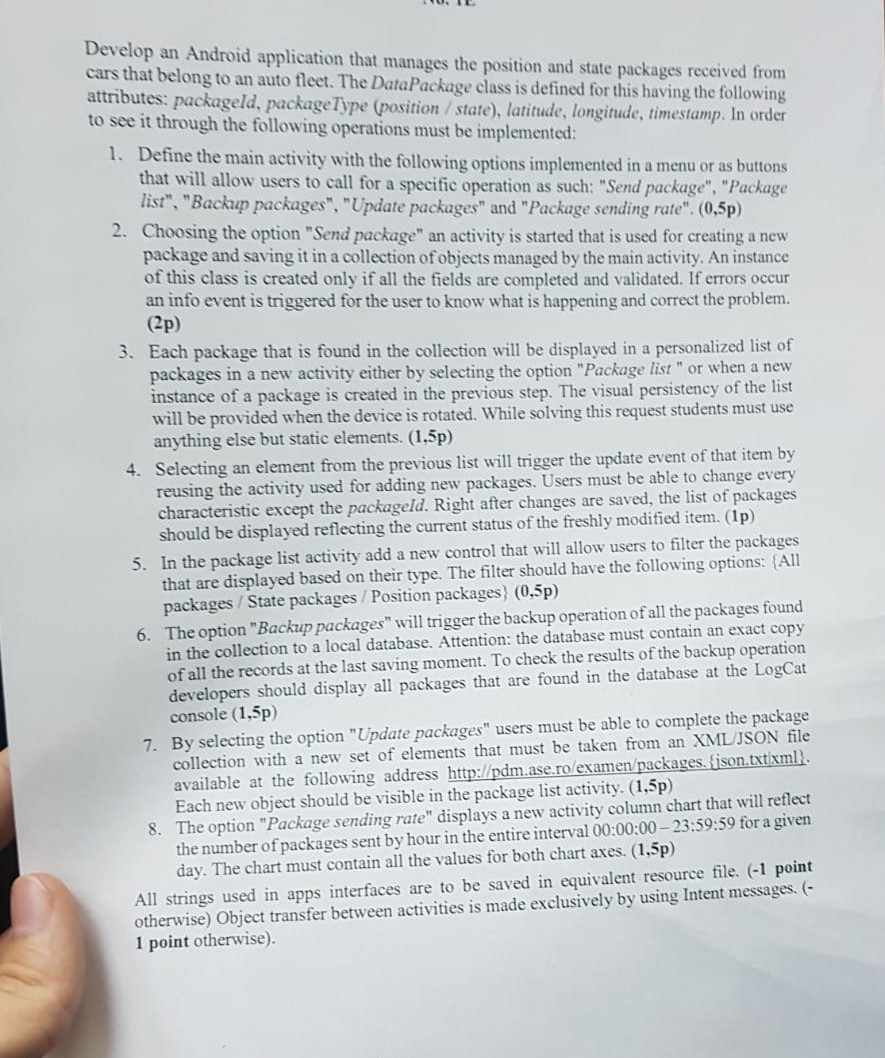 Develop an Android application that manages the position and state packages received from
cars that belong to an auto fleet. The DataPackage class is defined for this having the following
attributes: packageId, packageType (position / state), latitude, longitude, timestamp. In order
to see it through the following operations must be implemented:
1. Define the main activity with the following options implemented in a menu or as buttons
that will allow users to call for a specific operation as such: "Send package", "Package
list", "Backup packages", "Update packages" and "Package sending rate". (0,5p)
2. Choosing the option "Send package" an activity is started that is used for creating a new
package and saving it in a collection of objects managed by the main activity. An instance
of this class is created only if all the fields are completed and validated. If errors occur
an info event is triggered for the user to know what is happening and correct the problem.
(2p)
3. Each package that is found in the collection will be displayed in a personalized list of
packages in a new activity either by selecting the option "Package list " or when a new
instance of a package is created in the previous step. The visual persistency of the list
will be provided when the device is rotated. While solving this request students must use
anything else but static elements. (1,5p)
4. Selecting an element from the previous list will trigger the update event of that item by
reusing the activity used for adding new packages. Users must be able to change every
characteristic except the packageId. Right after changes are saved, the list of packages
should be displayed reflecting the current status of the freshly modified item. (1p)
5. In the package list activity add a new control that will allow users to filter the packages
that are displayed based on their type. The filter should have the following options: {All
packages / State packages / Position packages} (0,5p)
6. The option "Backup packages" will trigger the backup operation of all the packages found
in the collection to a local database. Attention: the database must contain an exact copy
of all the records at the last saving moment. To check the results of the backup operation
developers should display all packages that are found in the database at the LogCat
console (1,5p)
7. By selecting the option "Update packages" users must be able to complete the package
collection with a new set of elements that must be taken from an XML/JSON file
available at the following address http://pdm.ase.ro/examen/packages.{json.txt|xml}.
Each new object should be visible in the package list activity. (1,5p)
8. The option "Package sending rate" displays a new activity column chart that will reflect
the number of packages sent by hour in the entire interval 00:00:00 – 23:59:59 for a given
day. The chart must contain all the values for both chart axes. (1,5p)
All strings used in apps interfaces are to be saved in equivalent resource file. (-1 point
otherwise) Object transfer between activities is made exclusively by using Intent messages. (-
1 point otherwise).